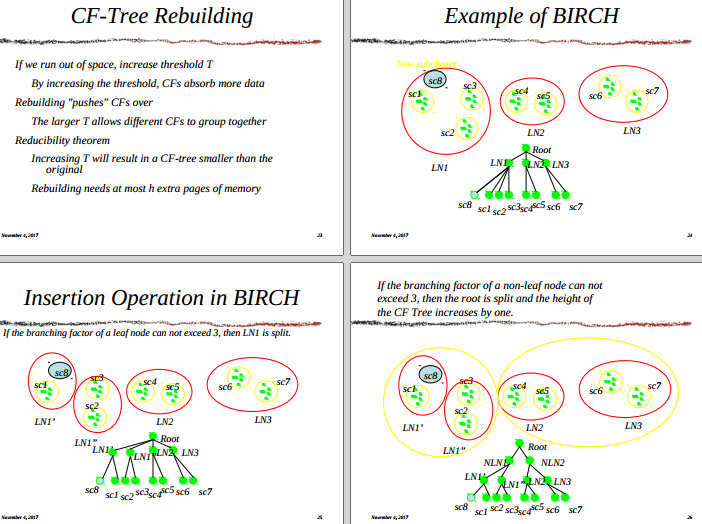 CF-Tree Rebuilding
If we run out of space, increase threshold T
By increasing the threshold, CFs absorb more data
Rebuilding "pushes" CFs over
The larger T allows different CFs to group together
Reducibility theorem
Increasing T will result in a CF-tree smaller than the
original
Rebuilding needs at most h extra pages of memory
November 4, 2017
23
Example of BIRCH
New subcluster
sc8
sc1
sc3
sc2
LN1
sc4
sc5
LN2
sc6
sc7
LN3
Root
LN1
LN2
LN3
sc8 sc1 sc2 sc3 sc4 sc5 sc6 sc7
November 4, 2017
24
Insertion Operation in BIRCH
If the branching factor of a leaf node can not exceed 3, then LN1 is split.
sc8
sc1
sc3
sc2
LN1'
LN1"
sc4
sc5
LN2
sc6
sc7
LN3
Root
LN1'
LN1"
LN2
LN3
sc8 sc1 sc2 sc3 sc4 sc5 sc6 sc7
November 4, 2017
25
If the branching factor of a non-leaf node can not
exceed 3, then the root is split and the height of
the CF Tree increases by one.
sc8
sc1
sc3
sc2
LN1'
LN1"
sc4
sc5
LN2
sc6
sc7
LN3
Root
NLN1
NLN2
LN1'
LN1"
LN2
LN3
sc8 sc1 sc2 sc3 sc4 sc5 sc6 sc7
November 4, 2017
26